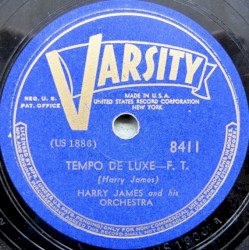 VARSITY
REG. U. S.
PAT. OFFICE
MADE IN U.S.A.
UNITED STATES RECORD CORPORATION
NEW YORK
(US 1886)
8411
TEMPO DE LUXE—F. T.
(Harry James)
HARRY JAMES and his
ORCHESTRA